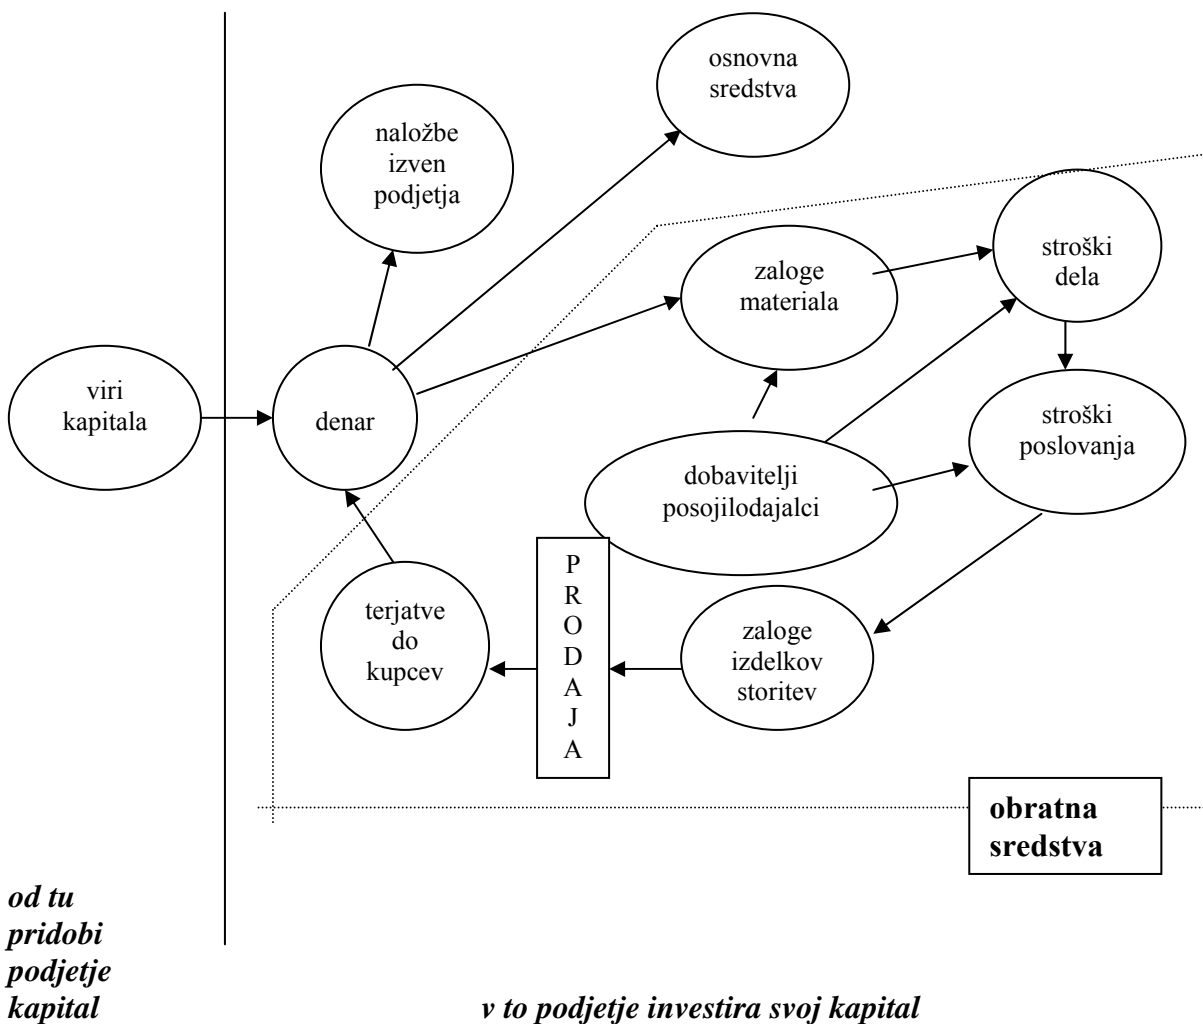 osnovna
sredstva
naložbe
izven
podjetja
stroški
dela
zaloge
materiala
viri
kapitala
denar
stroški
poslovanja
dobavitelji
posojilodajalci
P
R
O
D
A
J
A
terjatve
do
kupcev
zaloge
izdelkov
storitev
obratna
sredstva
od tu
pridobi
podjetje
kapital
v to podjetje investira svoj kapital